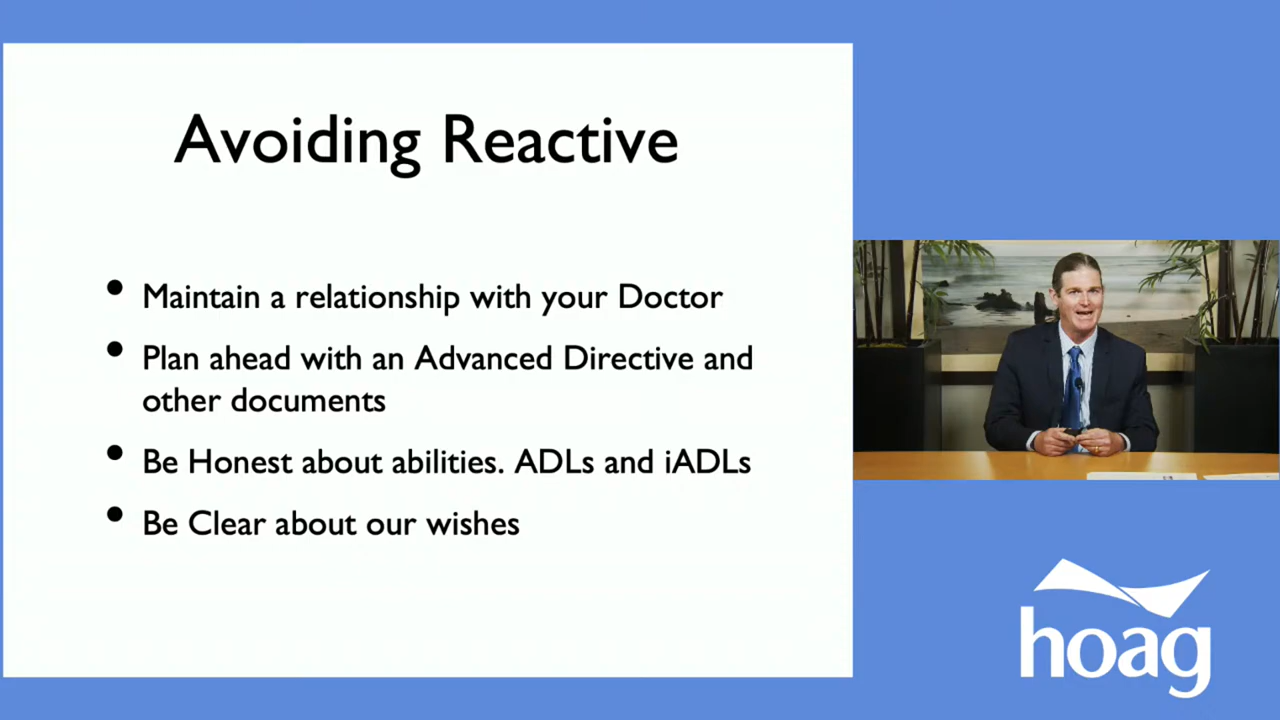 Avoiding Reactive
• Maintain a relationship with your Doctor
• Plan ahead with an Advanced Directive and
other documents
• Be Honest about abilities. ADLs and iADLs
• Be Clear about our wishes
hoag